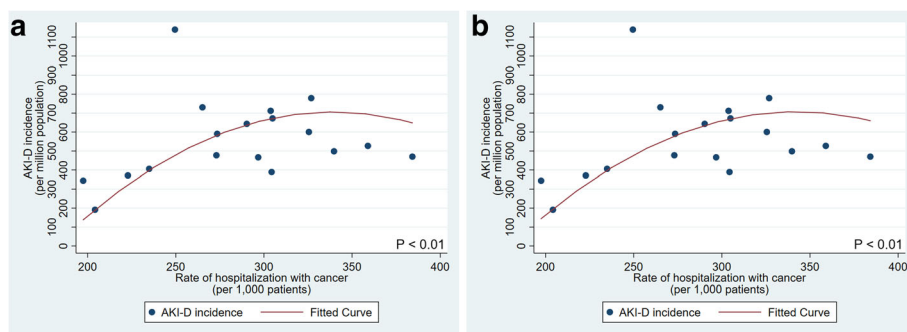 a
AKI-D incidence
(per million population)
0 100 200 300 400 500 600 700 800 900 1000 1100
P < 0.01
200 250 300 350 400
Rate of hospitalization with cancer
(per 1,000 patients)
AKI-D incidence Fitted Curve
b
AKI-D incidence
(per million population)
0 100 200 300 400 500 600 700 800 900 1000 1100
P < 0.01
200 250 300 350 400
Rate of hospitalization with cancer
(per 1,000 patients)
AKI-D incidence Fitted Curve